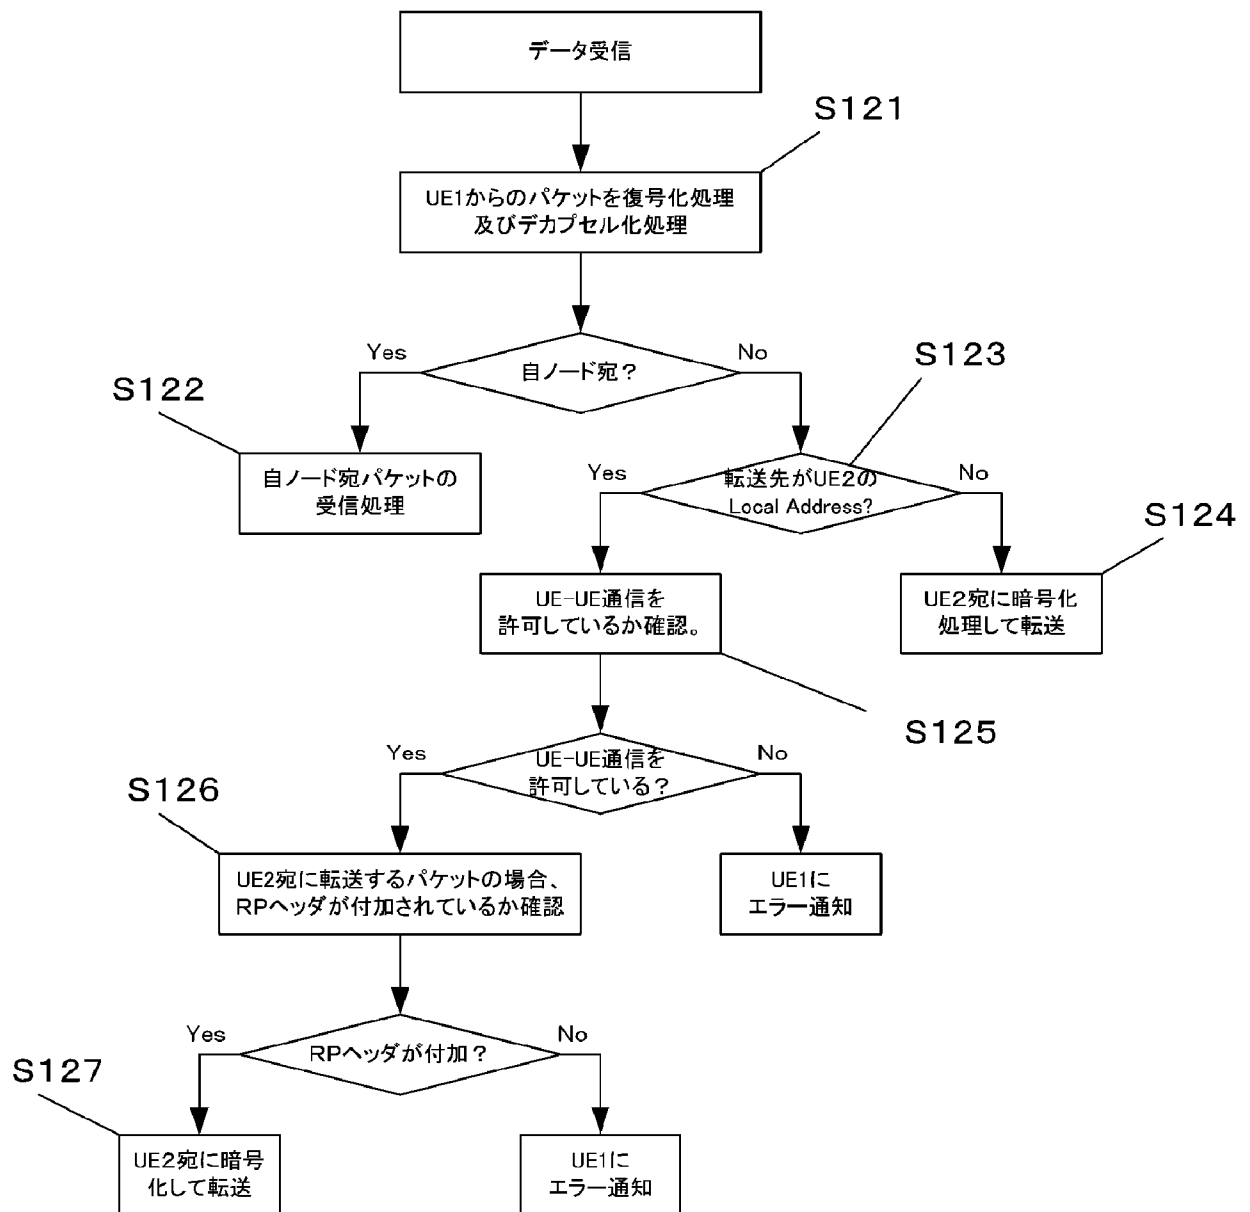 データ受信
S121
UE1からのパケットを復号化処理
及びデカプセル化処理
Yes
自ノード宛？
No
S123
S122
自ノード宛パケットの
受信処理
Yes
転送先がUE2の
Local Address?
No
S124
UE-UE通信を
許可しているか確認。
UE2宛に暗号化
処理して転送
S125
Yes
UE-UE通信を
許可している？
No
S126
UE2宛に転送するパケットの場合、
RPヘッダが付加されているか確認
UE1に
エラー通知
Yes
RPヘッダが付加？
No
S127
UE2宛に暗号
化して転送
UE1に
エラー通知